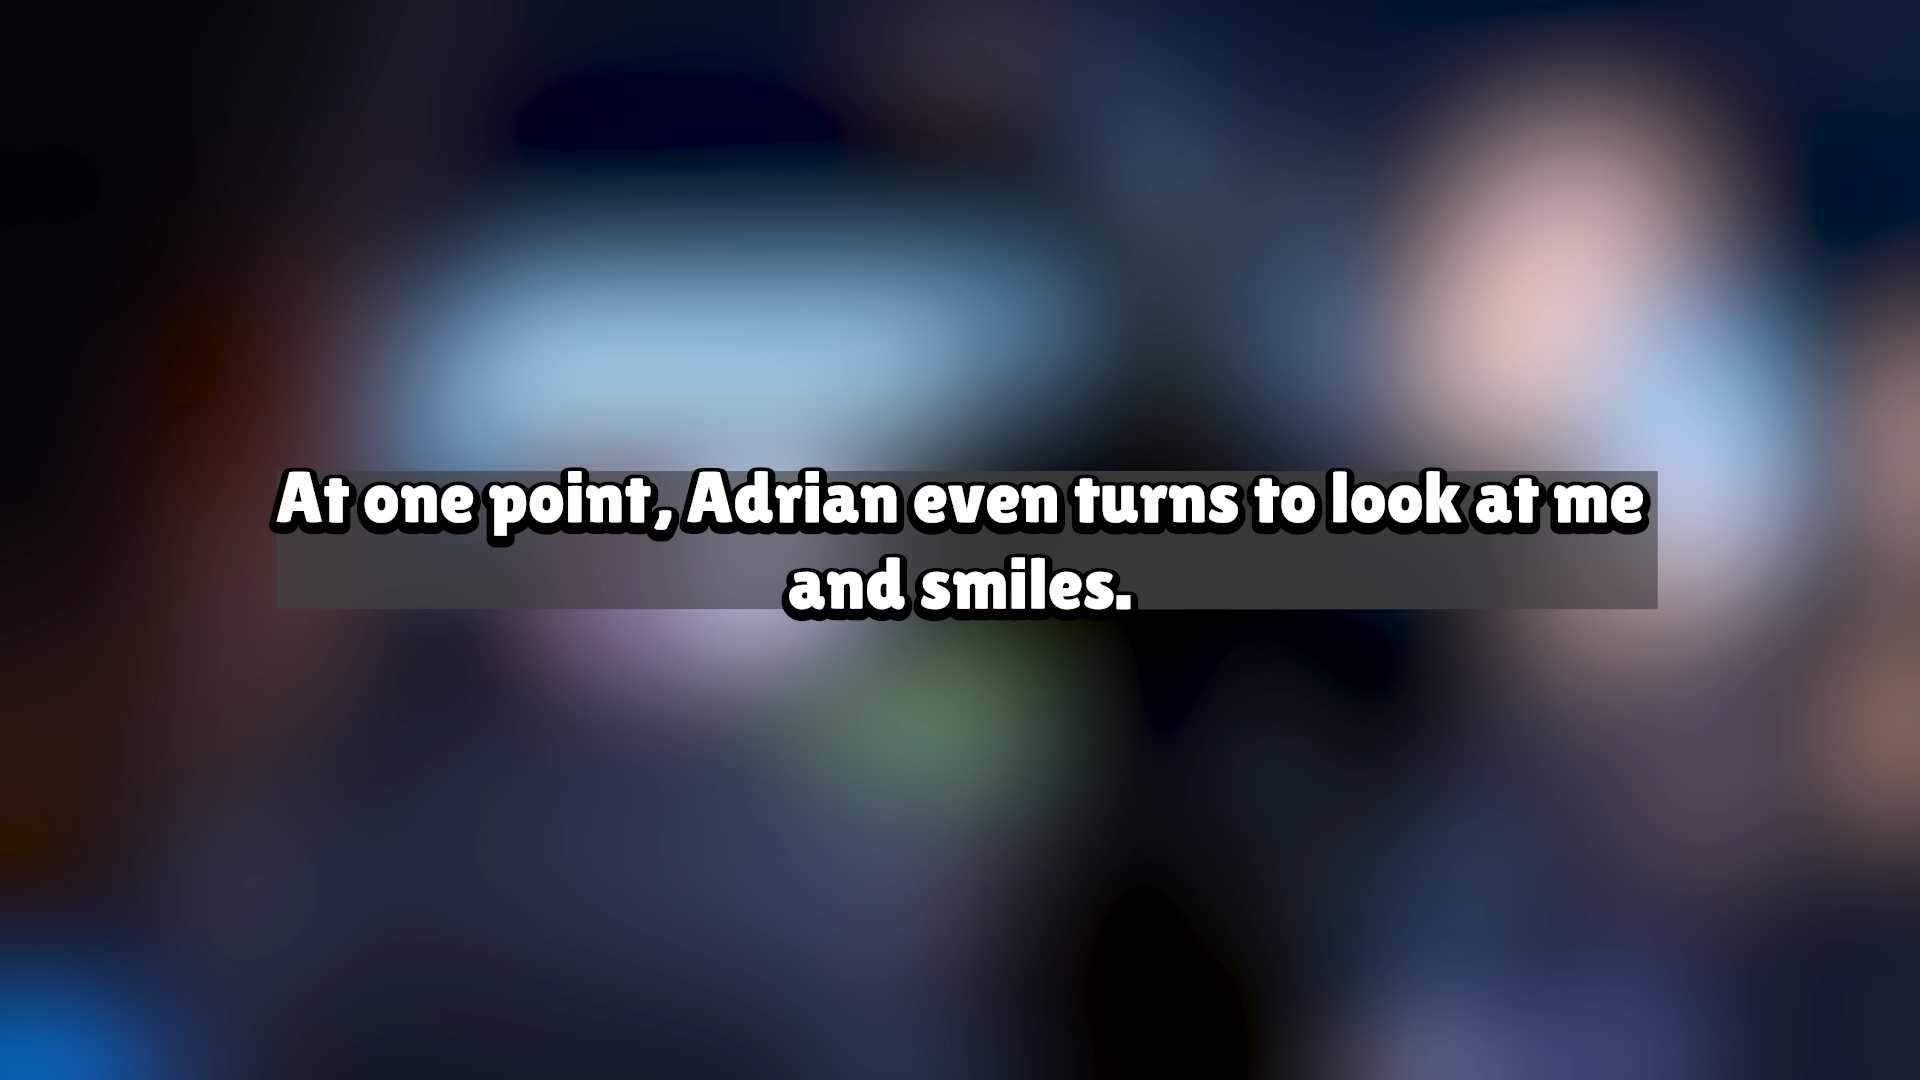 At one point, Adrian even turns to look at me
and smiles.